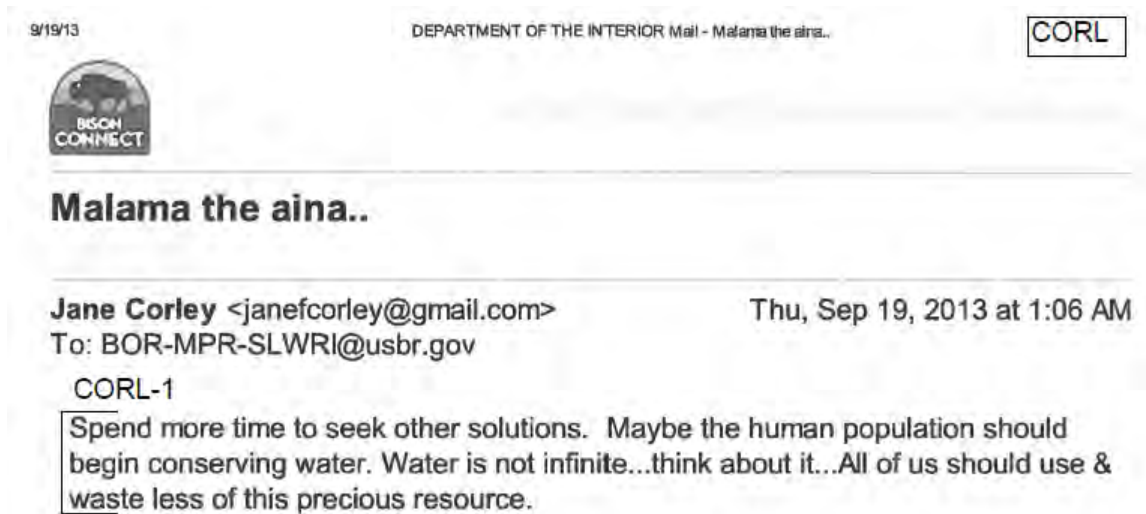 9/19/13 DEPARTMENT OF THE INTERIOR Mail - Malama the aina.. CORL
BISON
CONNECT
Malama the aina..
Jane Corley <janefcorley@gmail.com> Thu, Sep 19, 2013 at 1:06 AM
To: BOR-MPR-SLWRI@usbr.gov
CORL-1
Spend more time to seek other solutions. Maybe the human population should
begin conserving water. Water is not infinite...think about it...All of us should use &
waste less of this precious resource.